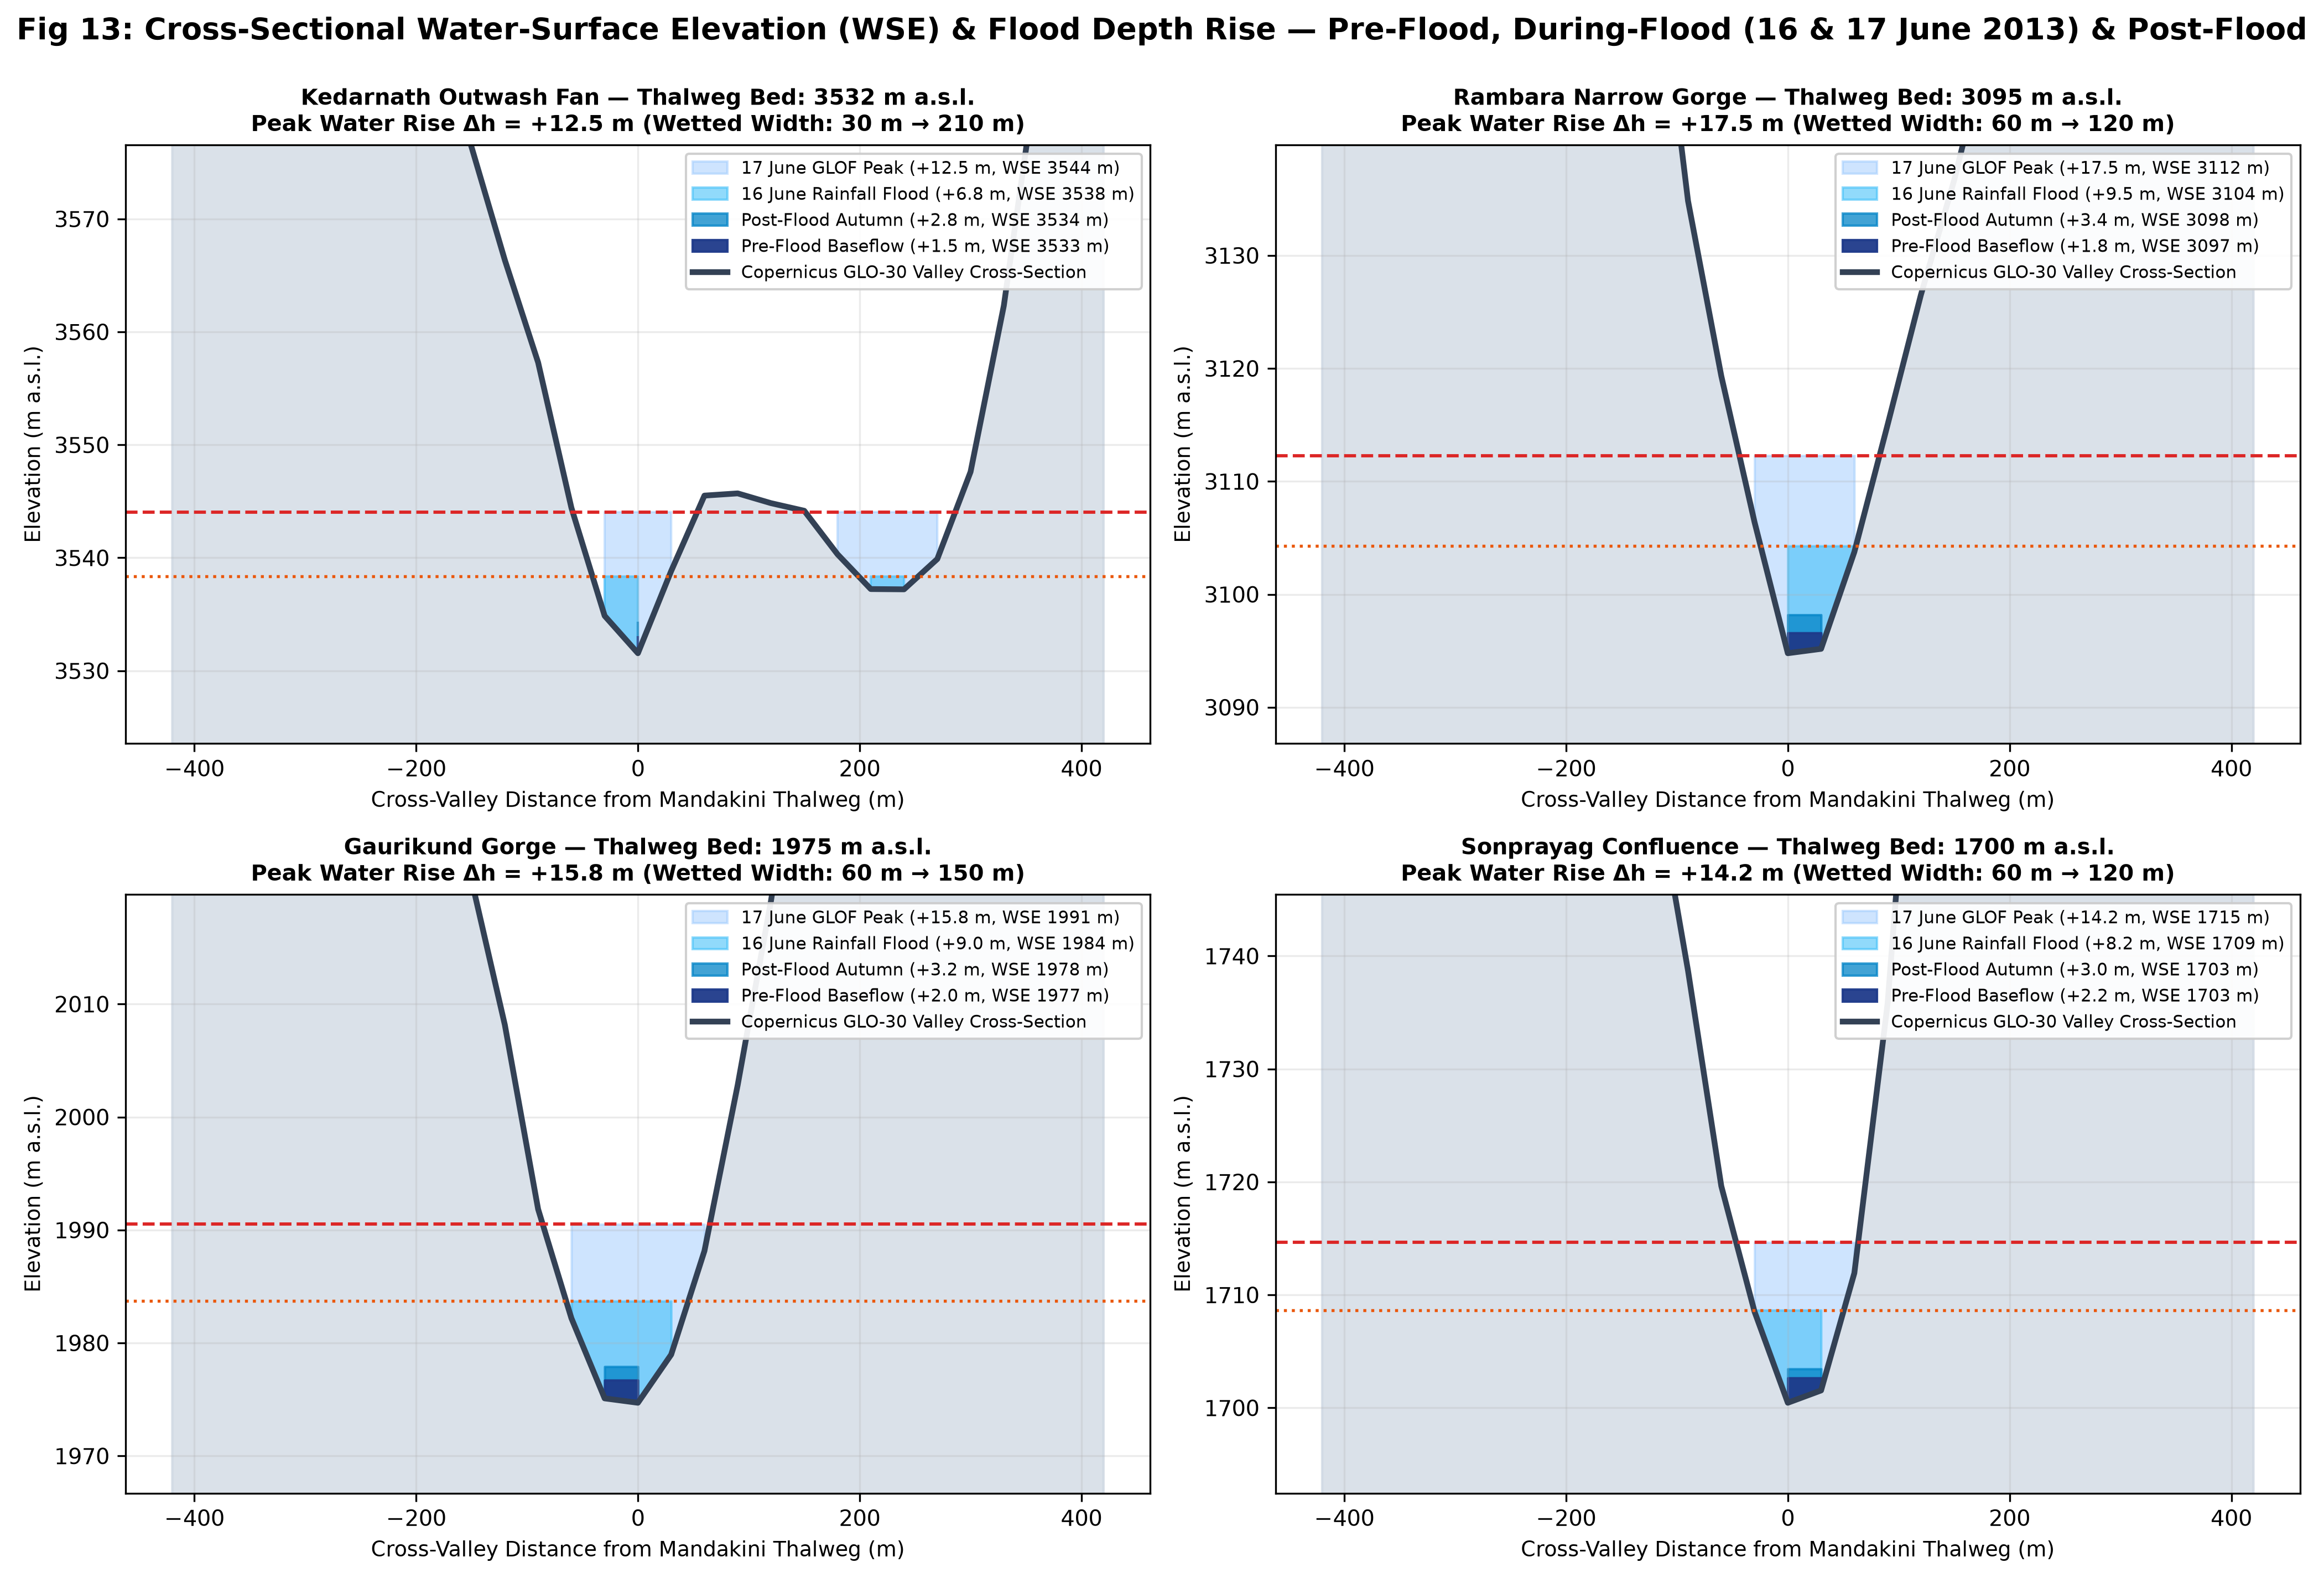 Fig 13: Cross-Sectional Water-Surface Elevation (WSE) & Flood Depth Rise — Pre-Flood, During-Flood (16 & 17 June 2013) & Post-Flood
Kedarnath Outwash Fan — Thalweg Bed: 3532 m a.s.l.
Peak Water Rise Δh = +12.5 m (Wetted Width: 30 m → 210 m)
17 June GLOF Peak (+12.5 m, WSE 3544 m)
16 June Rainfall Flood (+6.8 m, WSE 3538 m)
Post-Flood Autumn (+2.8 m, WSE 3534 m)
Pre-Flood Baseflow (+1.5 m, WSE 3533 m)
Copernicus GLO-30 Valley Cross-Section
Elevation (m a.s.l.)
3570
3560
3550
3540
3530
−400
−200
0
200
400
Cross-Valley Distance from Mandakini Thalweg (m)
Rambara Narrow Gorge — Thalweg Bed: 3095 m a.s.l.
Peak Water Rise Δh = +17.5 m (Wetted Width: 60 m → 120 m)
17 June GLOF Peak (+17.5 m, WSE 3112 m)
16 June Rainfall Flood (+9.5 m, WSE 3104 m)
Post-Flood Autumn (+3.4 m, WSE 3098 m)
Pre-Flood Baseflow (+1.8 m, WSE 3097 m)
Copernicus GLO-30 Valley Cross-Section
Elevation (m a.s.l.)
3130
3120
3110
3100
3090
−400
−200
0
200
400
Cross-Valley Distance from Mandakini Thalweg (m)
Gaurikund Gorge — Thalweg Bed: 1975 m a.s.l.
Peak Water Rise Δh = +15.8 m (Wetted Width: 60 m → 150 m)
17 June GLOF Peak (+15.8 m, WSE 1991 m)
16 June Rainfall Flood (+9.0 m, WSE 1984 m)
Post-Flood Autumn (+3.2 m, WSE 1978 m)
Pre-Flood Baseflow (+2.0 m, WSE 1977 m)
Copernicus GLO-30 Valley Cross-Section
Elevation (m a.s.l.)
2010
2000
1990
1980
1970
−400
−200
0
200
400
Cross-Valley Distance from Mandakini Thalweg (m)
Sonprayag Confluence — Thalweg Bed: 1700 m a.s.l.
Peak Water Rise Δh = +14.2 m (Wetted Width: 60 m → 120 m)
17 June GLOF Peak (+14.2 m, WSE 1715 m)
16 June Rainfall Flood (+8.2 m, WSE 1709 m)
Post-Flood Autumn (+3.0 m, WSE 1703 m)
Pre-Flood Baseflow (+2.2 m, WSE 1703 m)
Copernicus GLO-30 Valley Cross-Section
Elevation (m a.s.l.)
1740
1730
1720
1710
1700
−400
−200
0
200
400
Cross-Valley Distance from Mandakini Thalweg (m)